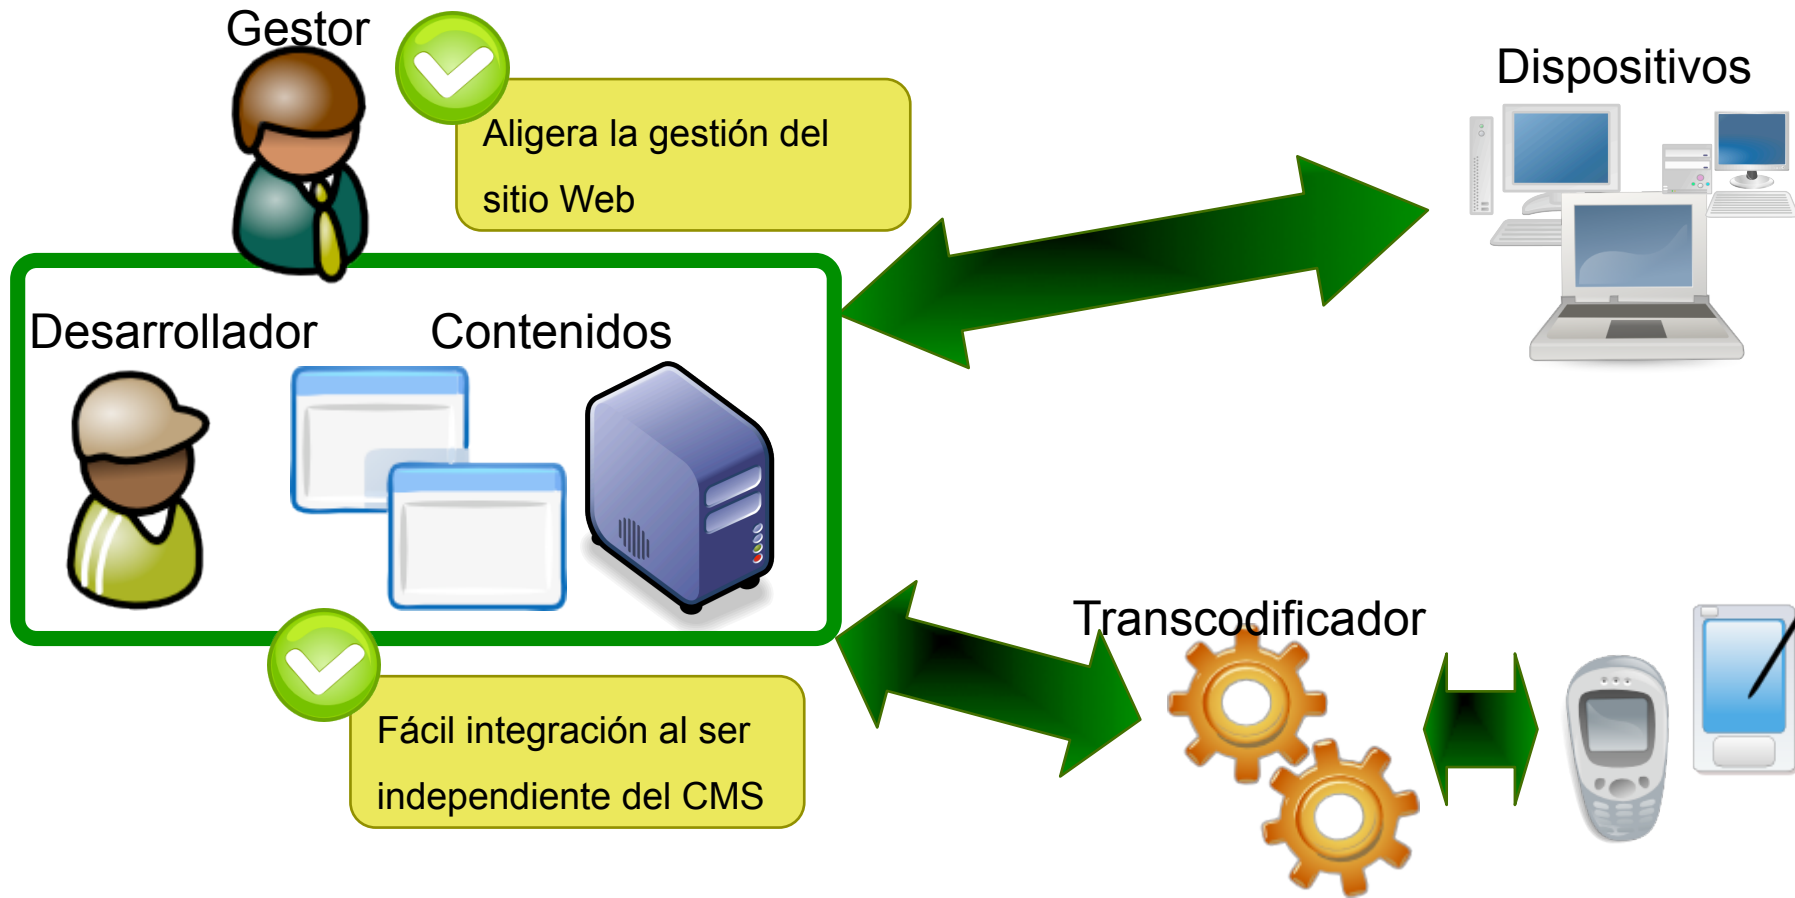 Gestor
Aligera la gestión del
sitio Web
Dispositivos
Desarrollador
Contenidos
Transcodificador
Fácil integración al ser
independiente del CMS